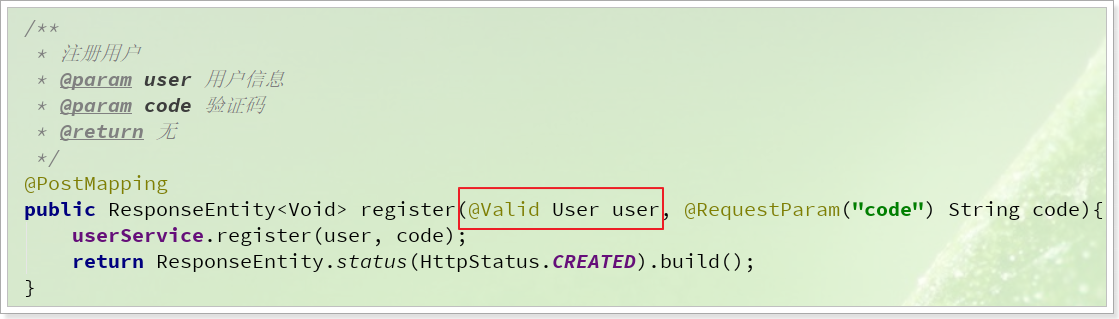 /**
 * 注册用户
 * @param user 用户信息
 * @param code 验证码
 * @return 无
 */
@PostMapping
public ResponseEntity<Void> register(@Valid User user, @RequestParam("code") String code){
    userService.register(user, code);
    return ResponseEntity.status(HttpStatus.CREATED).build();
}